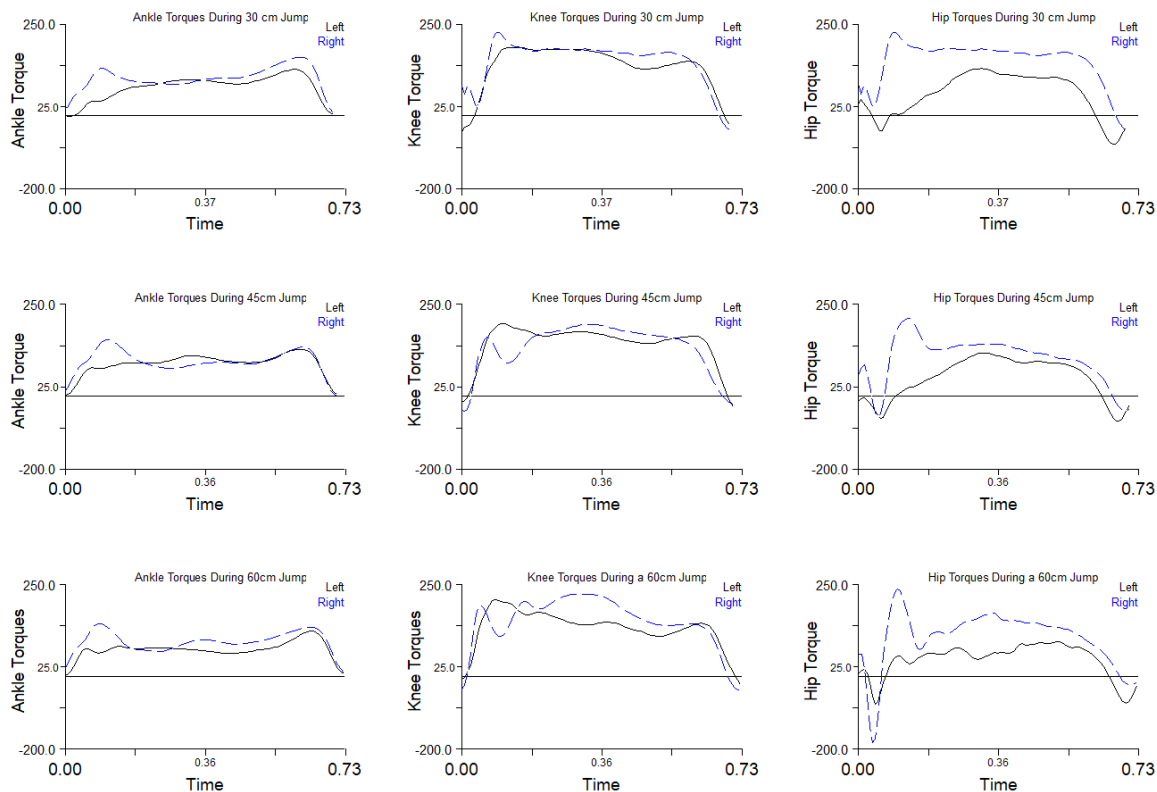 Ankle Torques During 30 cm Jump
250.0
Left
Right
Ankle Torque
25.0
-200.0
0.00
0.37
0.73
Time
Knee Torques During 30 cm Jump
250.0
Left
Right
Knee Torque
25.0
-200.0
0.00
0.37
0.73
Time
Hip Torques During 30 cm Jump
250.0
Left
Right
Hip Torque
25.0
-200.0
0.00
0.37
0.73
Time
Ankle Torques During 45cm Jump
250.0
Left
Right
Ankle Torque
25.0
-200.0
0.00
0.36
0.73
Time
Knee Torques During 45cm Jump
250.0
Left
Right
Knee Torque
25.0
-200.0
0.00
0.36
0.73
Time
Hip Torques During 45cm Jump
250.0
Left
Right
Hip Torque
25.0
-200.0
0.00
0.36
0.73
Time
Ankle Torques During 60cm Jump
250.0
Left
Right
Ankle Torques
25.0
-200.0
0.00
0.36
0.73
Time
Knee Torques During a 60cm Jump
250.0
Left
Right
Knee Torques
25.0
-200.0
0.00
0.36
0.73
Time
Hip Torques During a 60cm Jump
250.0
Left
Right
Hip Torque
25.0
-200.0
0.00
0.36
0.73
Time